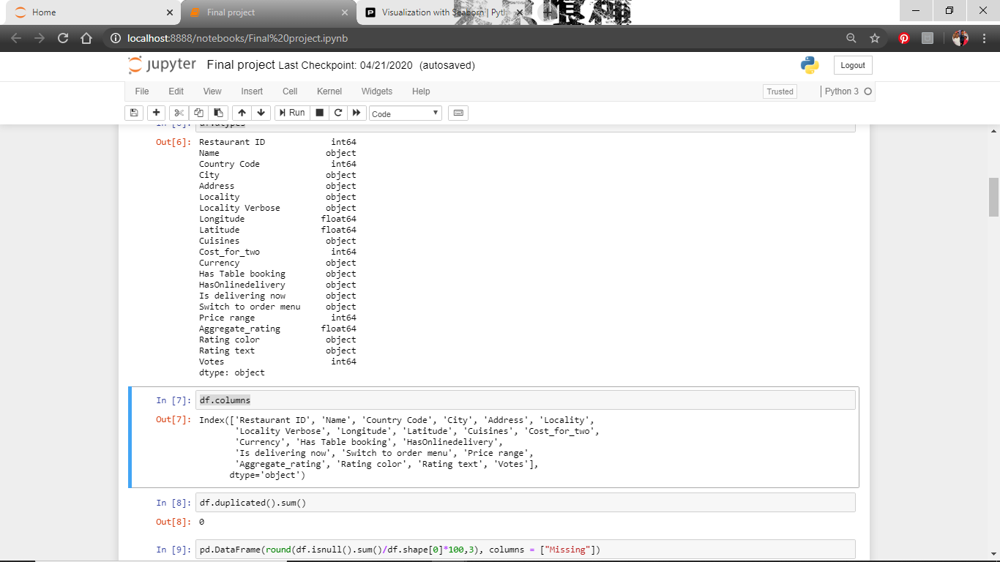 Home
Final project
Visualization with Seaborn | Pyth
localhost:8888/notebooks/Final%20project.ipynb
jupyter Final project Last Checkpoint: 04/21/2020 (autosaved)
Logout
File Edit View Insert Cell Kernel Widgets Help
Trusted
Python 3
Run
Code
In [6]: df.dtypes
Out[6]: Restaurant ID int64
Name object
Country Code int64
City object
Address object
Locality object
Locality Verbose object
Longitude float64
Latitude float64
Cuisines object
Cost_for_two int64
Currency object
Has Table booking object
HasOnlinedelivery object
Is delivering now object
Switch to order menu object
Price range int64
Aggregate_rating float64
Rating color object
Rating text object
Votes int64
dtype: object
In [7]: df.columns
Out[7]: Index(['Restaurant ID', 'Name', 'Country Code', 'City', 'Address', 'Locality',
'Locality Verbose', 'Longitude', 'Latitude', 'Cuisines', 'Cost_for_two',
'Currency', 'Has Table booking', 'HasOnlinedelivery',
'Is delivering now', 'Switch to order menu', 'Price range',
'Aggregate_rating', 'Rating color', 'Rating text', 'Votes'],
dtype='object')
In [8]: df.duplicated().sum()
Out[8]: 0
In [9]: pd.DataFrame(round(df.isnull().sum()/df.shape[0]*100,3), columns = ["Missing"])